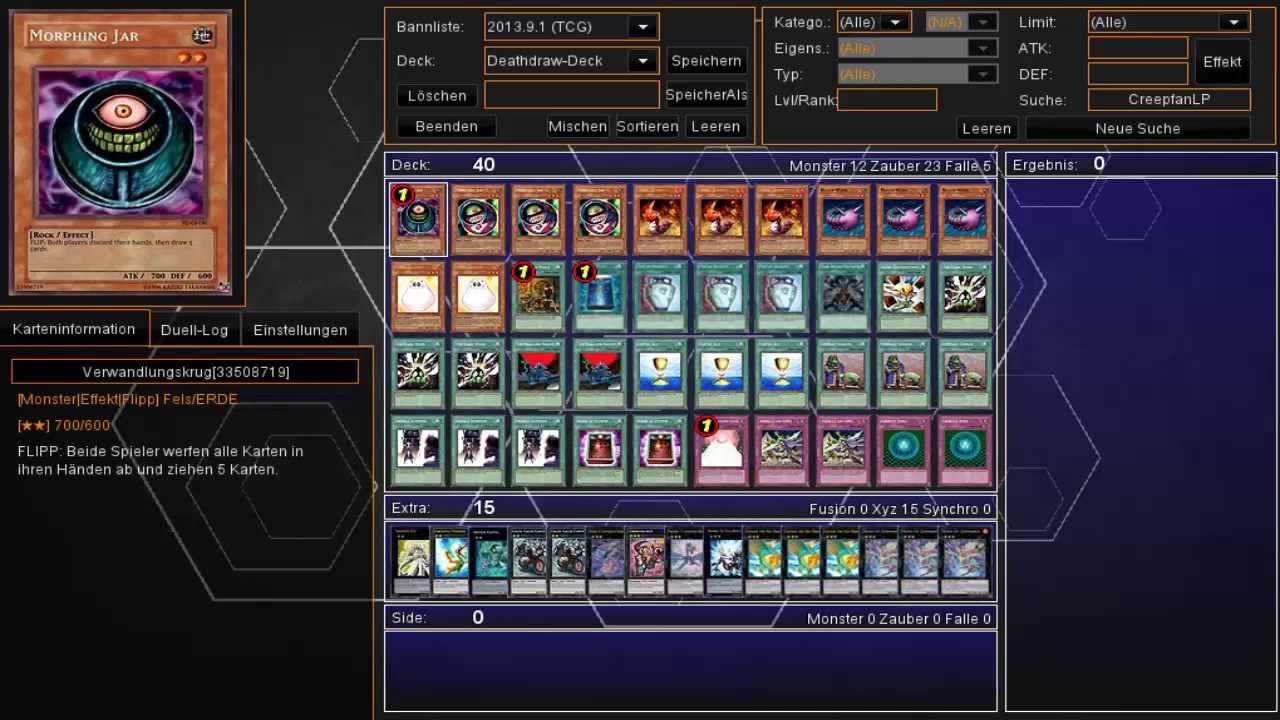 MORPHING JAR
[ROCK / EFFECT]
FLIP: Both players discard their hands, then draw 5
cards.
ATK / 700 DEF / 600
33508719
Karteninformation
Duell-Log
Einstellungen
Verwandlungskrug[33508719]
[Monster|Effekt|Flipp] Fels/ERDE
[★★] 700/600
FLIPP: Beide Spieler werfen alle Karten in
ihren Händen ab und ziehen 5 Karten.
Bannliste: 2013.9.1 (TCG)
Deck: Deathdraw-Deck Speichern
Löschen SpeicherAls
Beenden Mischen Sortieren Leeren
Katego.: (Alle) (N/A) Limit: (Alle)
Eigens.: (Alle) ATK: Effekt
Typ: (Alle) DEF:
Lvl/Rank: Suche: CreepfanLP
Leeren Neue Suche
Deck: 40 Monster 12 Zauber 23 Falle 5
Ergebnis: 0
1
1 1
1
Extra: 15 Fusion 0 Xyz 15 Synchro 0
Side: 0 Monster 0 Zauber 0 Falle 0